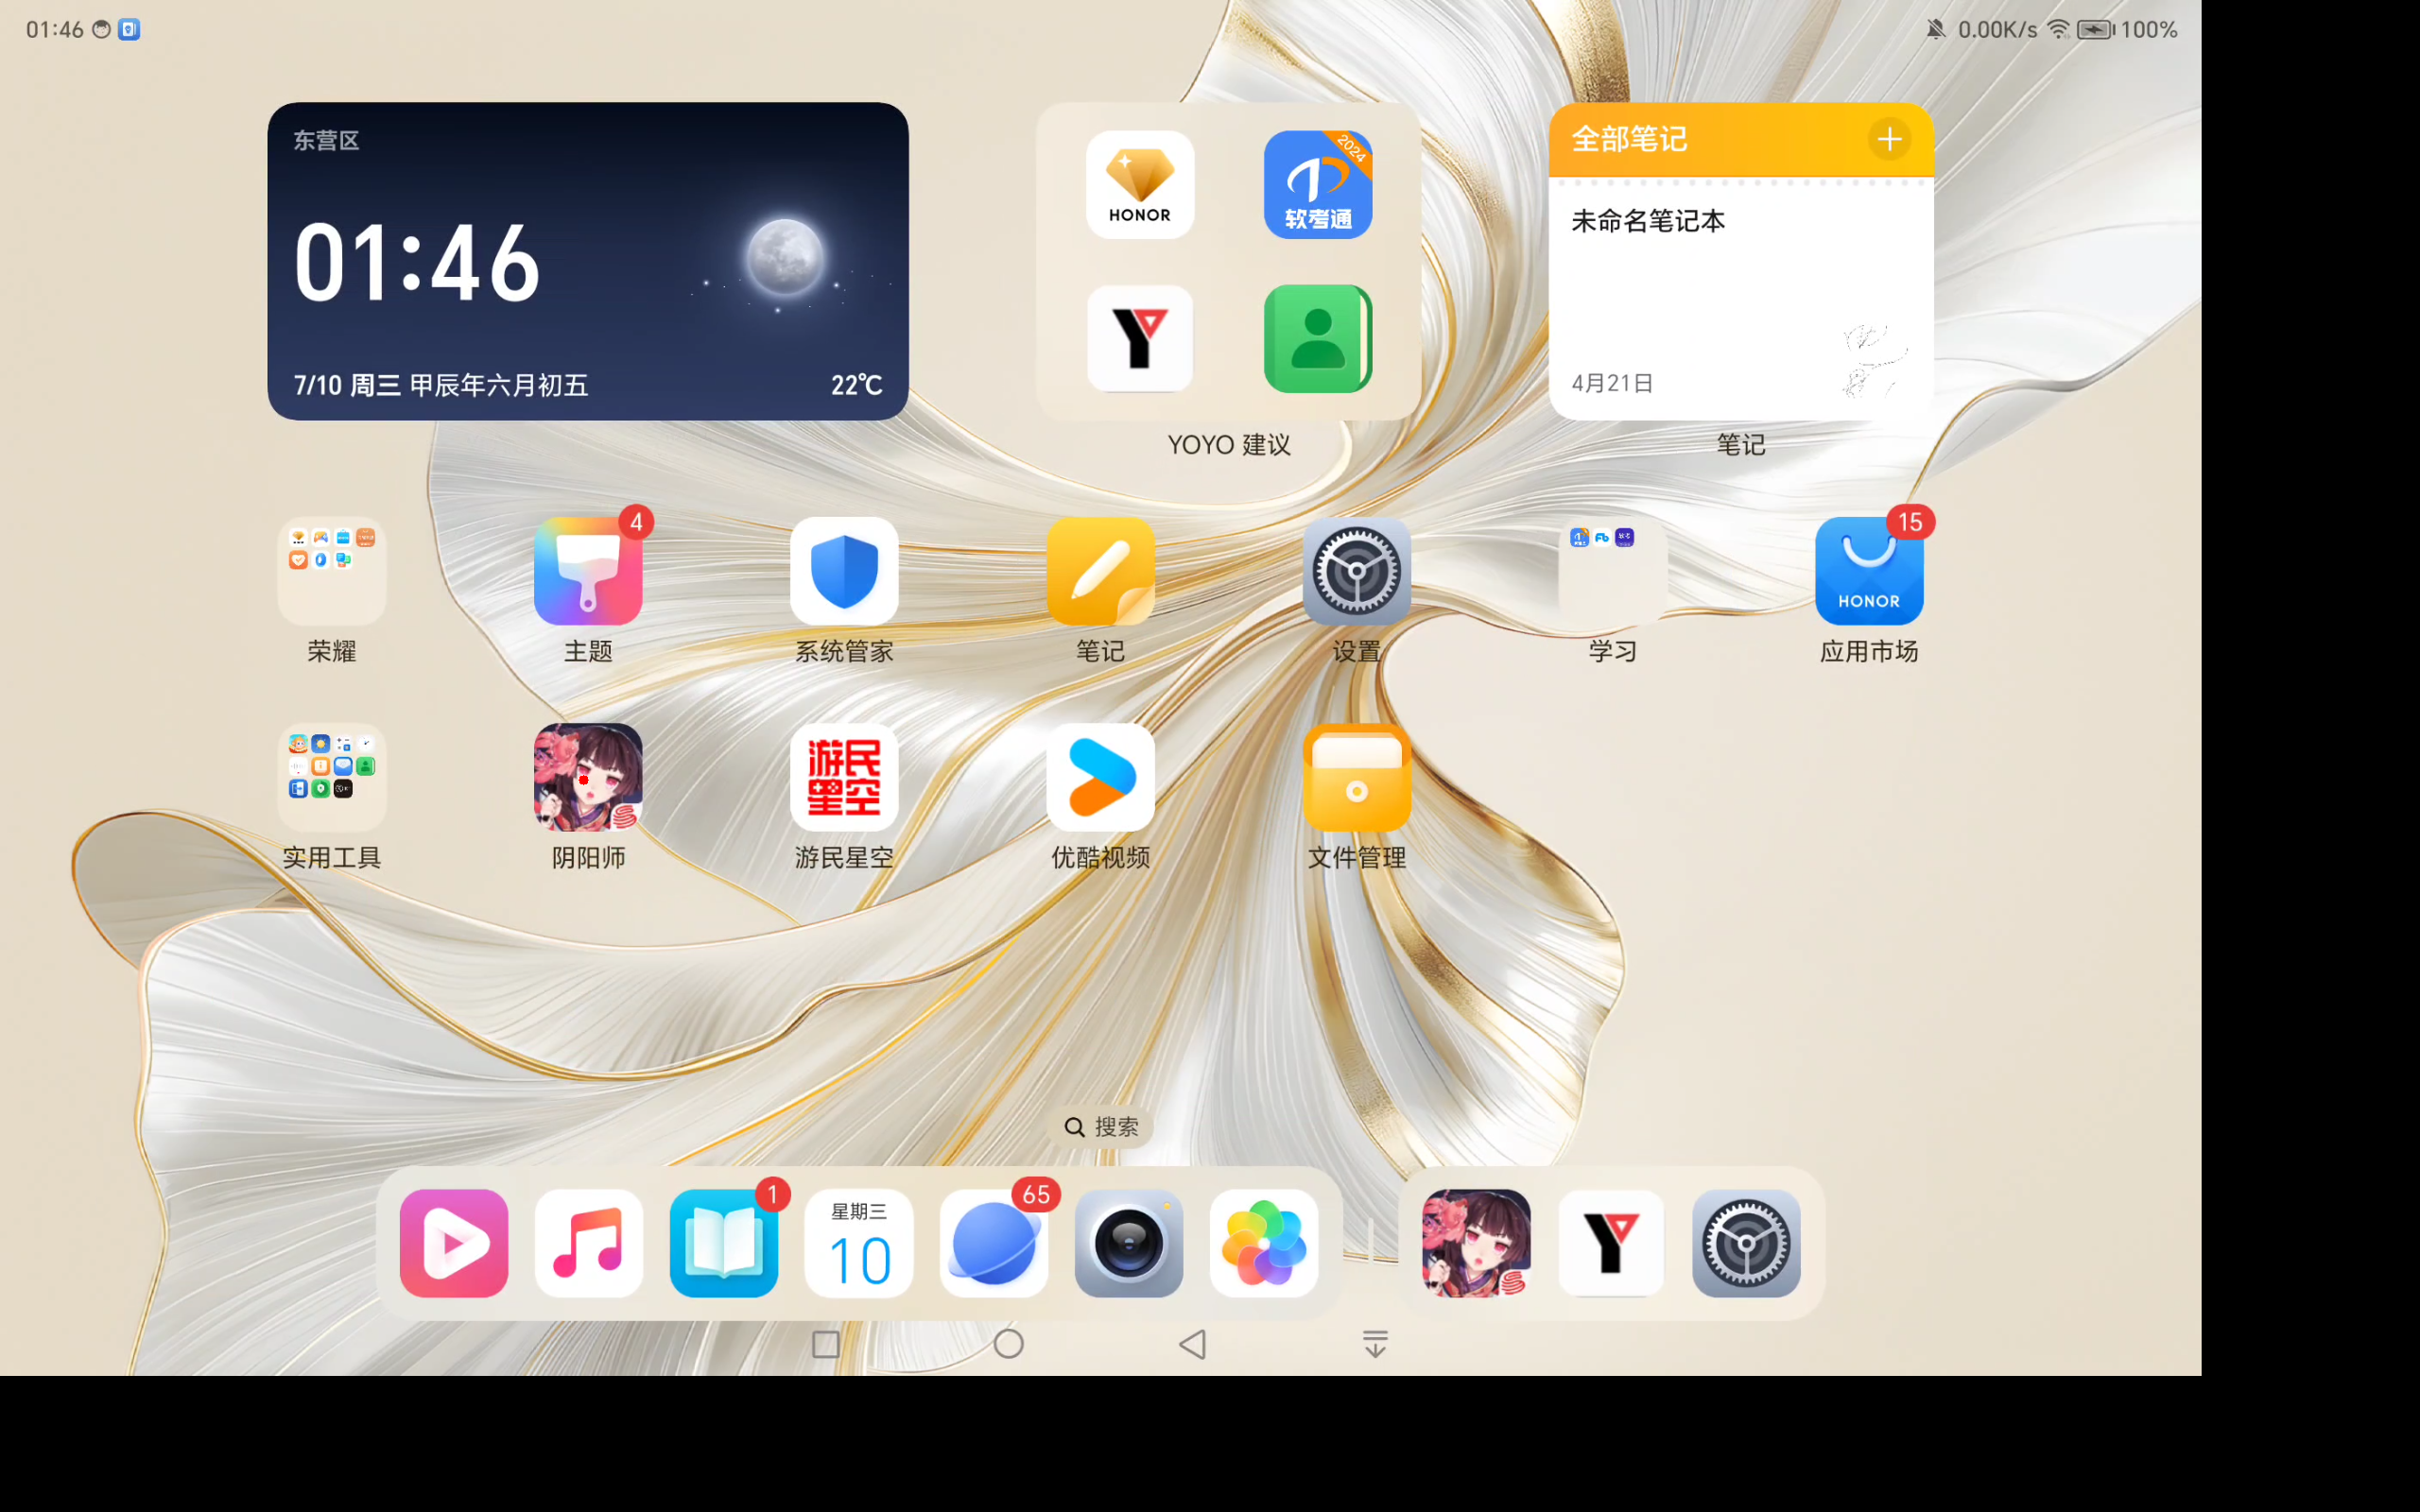 01:46
0.00K/s 100%
东营区
01:46
7/10 周三 甲辰年六月初五
22℃
HONOR
2024
软考通
YOYO 建议
全部笔记
未命名笔记本
4月21日
笔记
荣耀
4
主题
系统管家
笔记
设置
学习
15
HONOR
应用市场
实用工具
阴阳师
游民星空
游民星空
优酷视频
文件管理
搜索
1
星期三
10
65